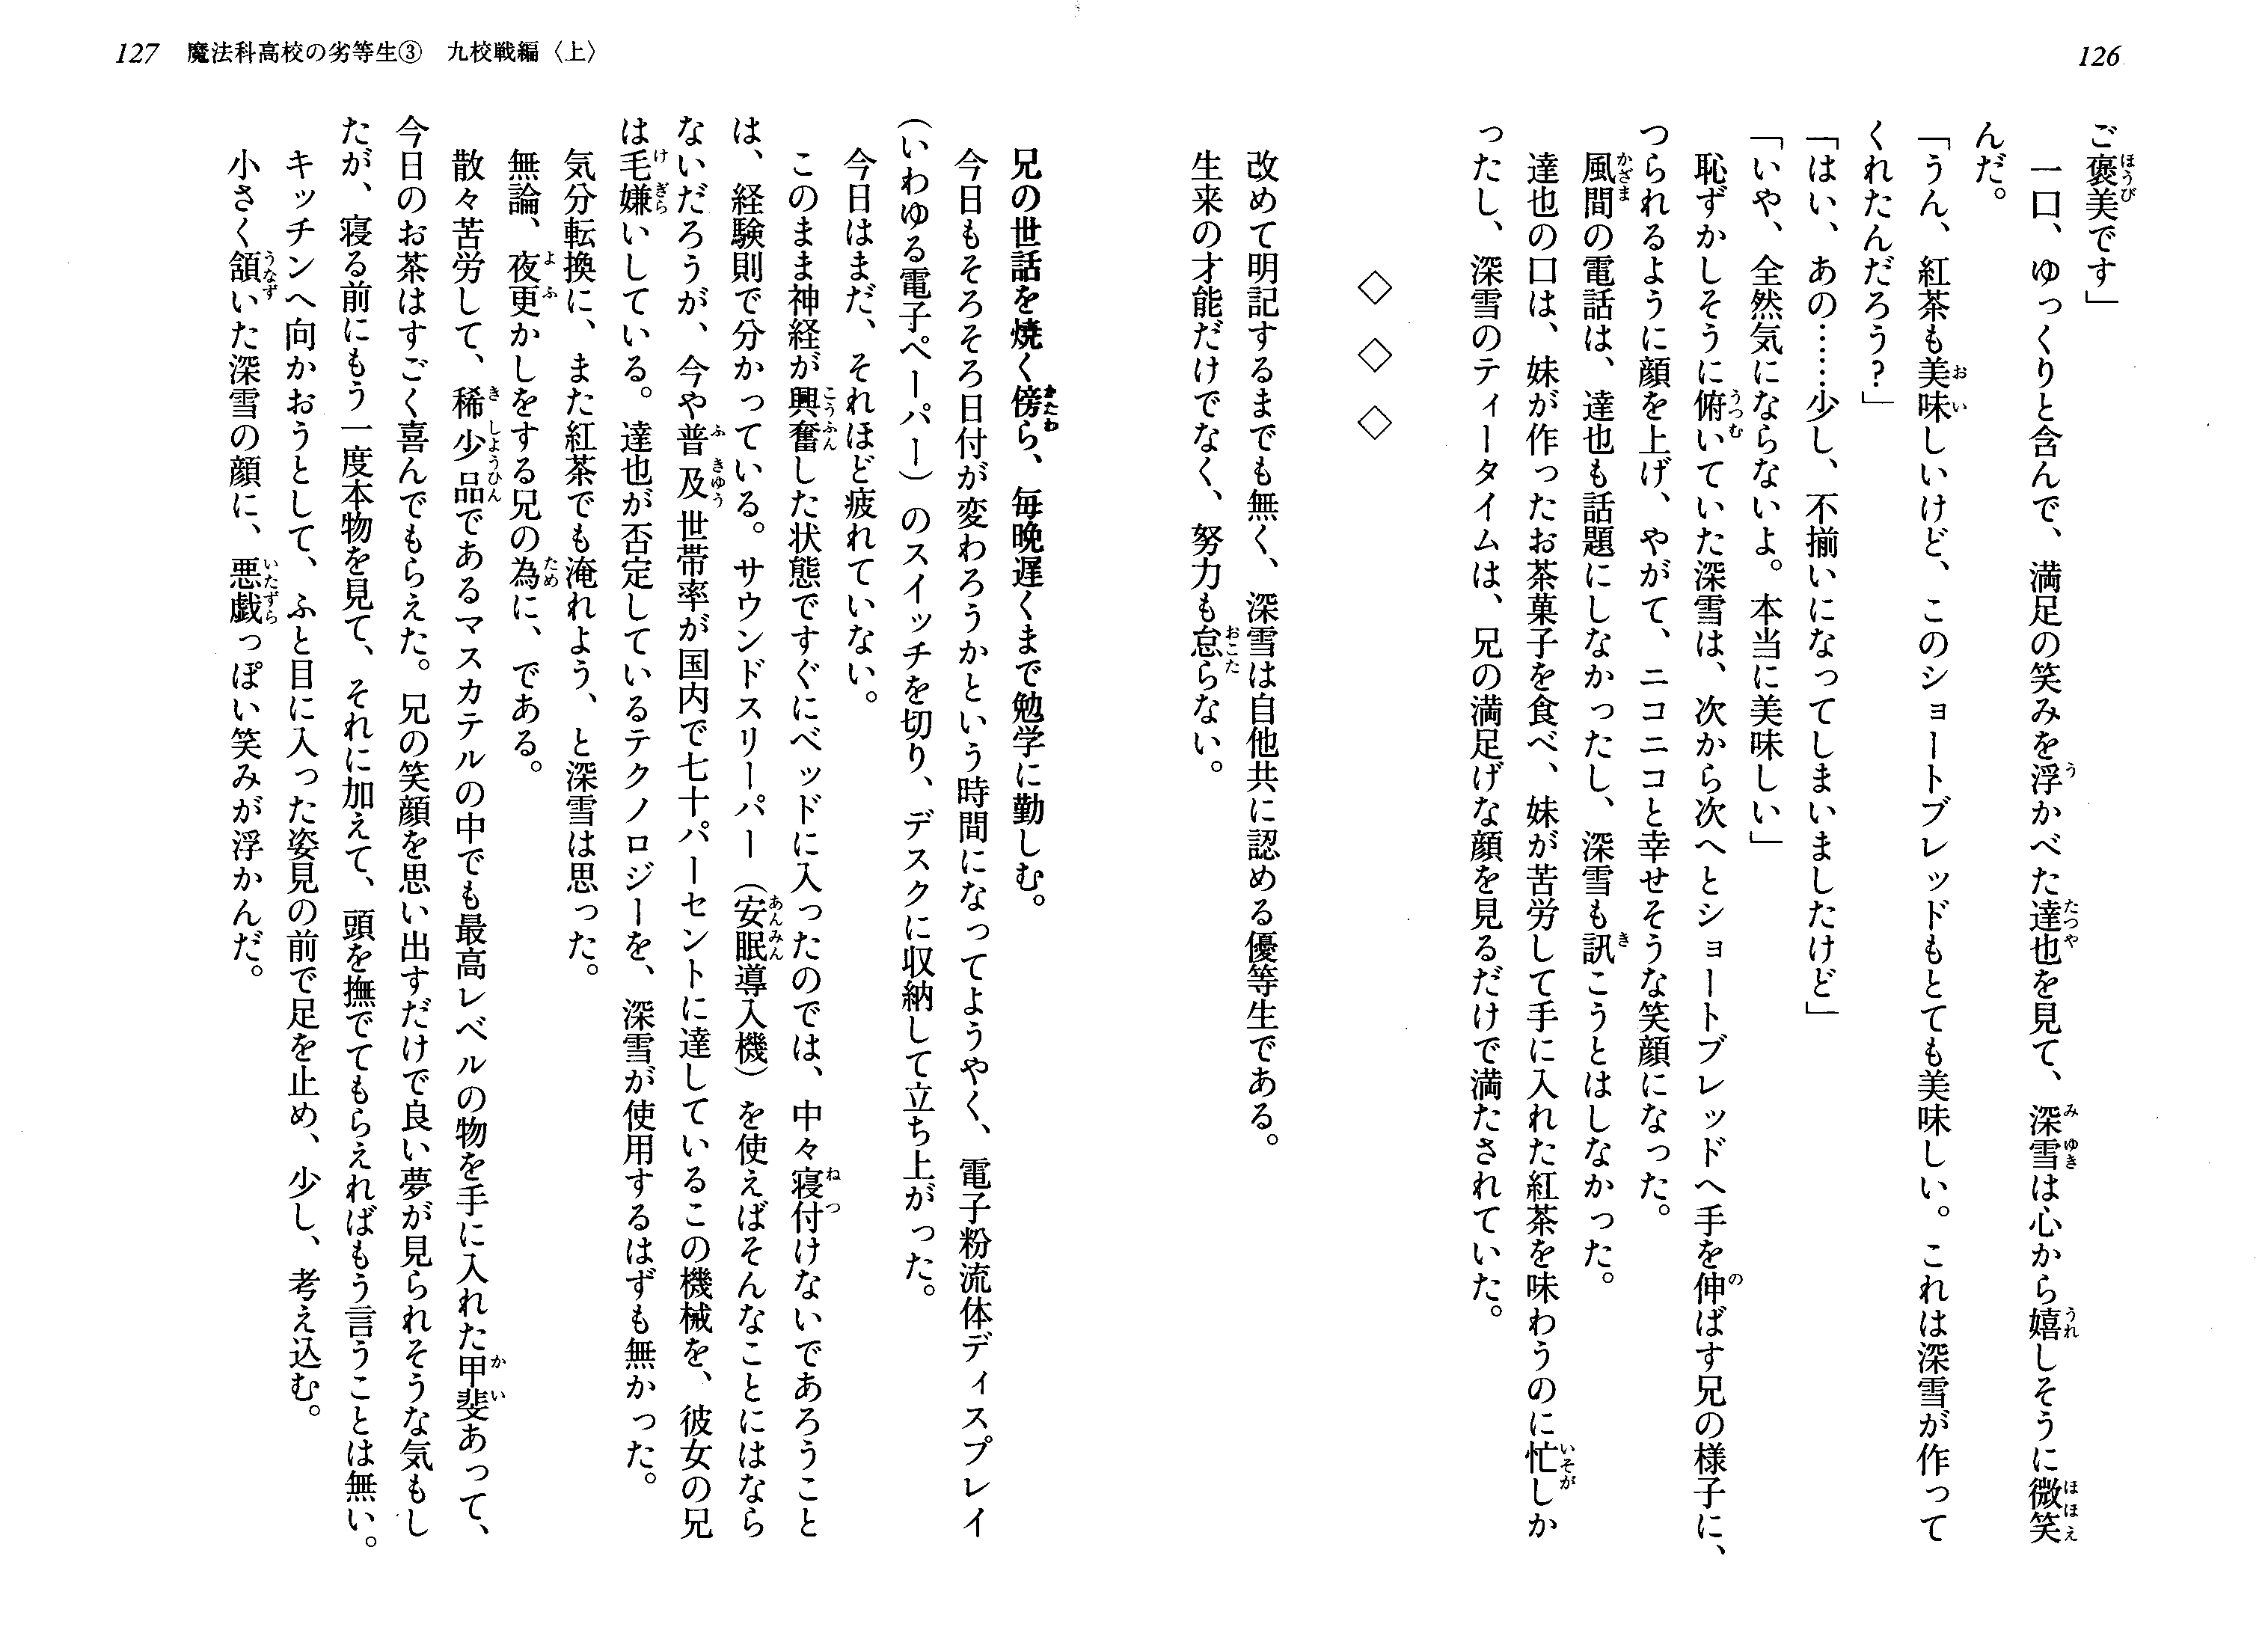 126
ご褒美です」
一口、ゆっくりと含んで、満足の笑みを浮かべた達也を見て、深雪は心から嬉しそうに微笑
んだ。
「うん、紅茶も美味しいけど、このショートブレッドもとても美味しい。これは深雪が作って
くれたんだろう?」
「はい、あの……少し、不揃いになってしまいましたけど」
「いや、全然気にならないよ。本当に美味しい」
恥ずかしそうに俯いていた深雪は、次から次へとショートブレッドへ手を伸ばす兄の様子に、
つられるように顔を上げ、やがて、ニコニコと幸せそうな笑顔になった。
風間の電話は、達也も話題にしなかったし、深雪も訊こうとはしなかった。
達也の口は、妹が作ったお茶菓子を食べ、妹が苦労して手に入れた紅茶を味わうのに忙しか
ったし、深雪のティータイムは、兄の満足げな顔を見るだけで満たされていた。
◇ ◇ ◇
改めて明記するまでも無く、深雪は自他共に認める優等生である。
生来の才能だけでなく、努力も怠らない。
127 魔法科高校の劣等生③ 九校戦編〈上〉
兄の世話を焼く傍ら、毎晩遅くまで勉学に勤しむ。
今日もそろそろ日付が変わろうかという時間になってようやく、電子粉流体ディスプレイ
(いわゆる電子ペーパー)のスイッチを切り、デスクに収納して立ち上がった。
今日はまだ、それほど疲れていない。
このまま神経が興奮した状態ですぐにベッドに入ったのでは、中々寝付けないであろうこと
は、経験則で分かっている。サウンドスリーパー(安眠導入機)を使えばそんなことにはなら
ないだろうが、今や普及世帯率が国内で七十パーセントに達しているこの機械を、彼女の兄
は毛嫌いしている。達也が否定しているテクノロジーを、深雪が使用するはずも無かった。
気分転換に、また紅茶でも淹れよう、と深雪は思った。
無論、夜更かしをする兄の為に、である。
散々苦労して、稀少品であるマスカテルの中でも最高レベルの物を手に入れた甲斐あって、
今日のお茶はすごく喜んでもらえた。兄の笑顔を思い出すだけで良い夢が見られそうな気もし
たが、寝る前にもう一度本物を見て、それに加えて、頭を撫でてもらえればもう言うことは無い。
キッチンへ向かおうとして、ふと目に入った姿見の前で足を止め、少し、考え込む。
小さく頷いた深雪の顔に、悪戯っぽい笑みが浮かんだ。